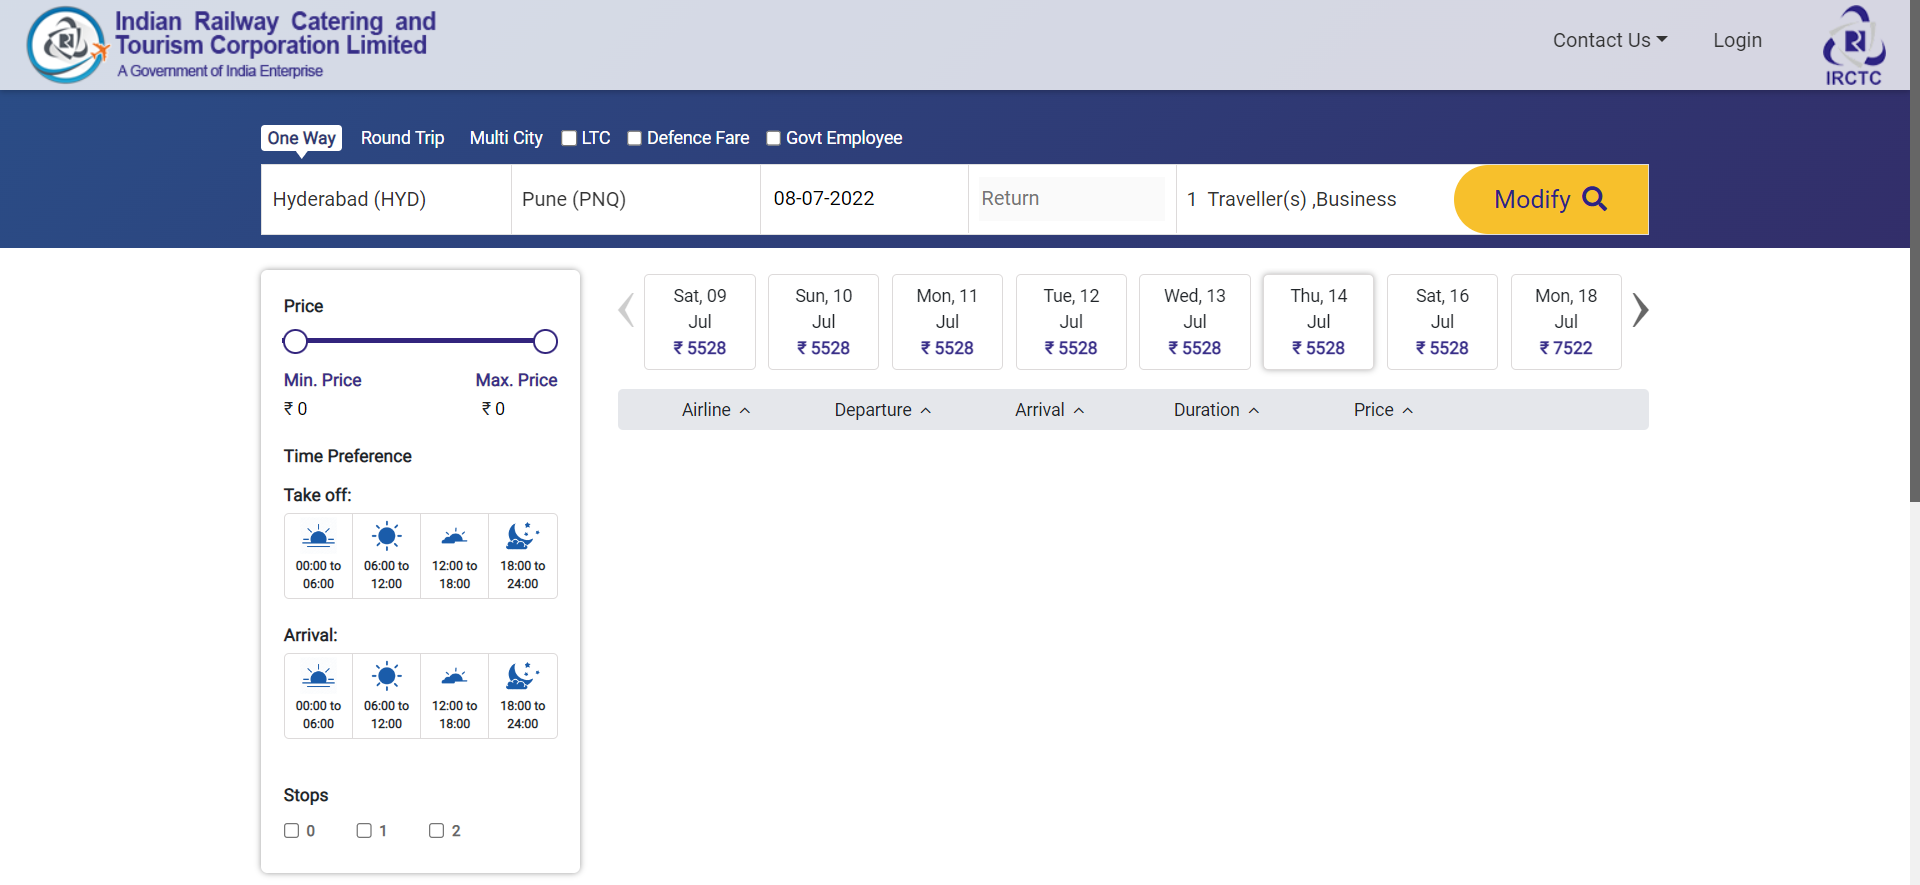 Indian Railway Catering and
Tourism Corporation Limited
A Government of India Enterprise
Contact Us
Login
IRCTC
One Way
Round Trip
Multi City
LTC
Defence Fare
Govt Employee
Hyderabad (HYD)
Pune (PNQ)
08-07-2022
Return
1 Traveller(s) ,Business
Modify
Price
Min. Price
Max. Price
₹ 0
₹ 0
Time Preference
Take off:
00:00 to
06:00
06:00 to
12:00
12:00 to
18:00
18:00 to
24:00
Arrival:
00:00 to
06:00
06:00 to
12:00
12:00 to
18:00
18:00 to
24:00
Stops
0
1
2
Sat, 09
Jul
₹ 5528
Sun, 10
Jul
₹ 5528
Mon, 11
Jul
₹ 5528
Tue, 12
Jul
₹ 5528
Wed, 13
Jul
₹ 5528
Thu, 14
Jul
₹ 5528
Sat, 16
Jul
₹ 5528
Mon, 18
Jul
₹ 7522
Airline
Departure
Arrival
Duration
Price